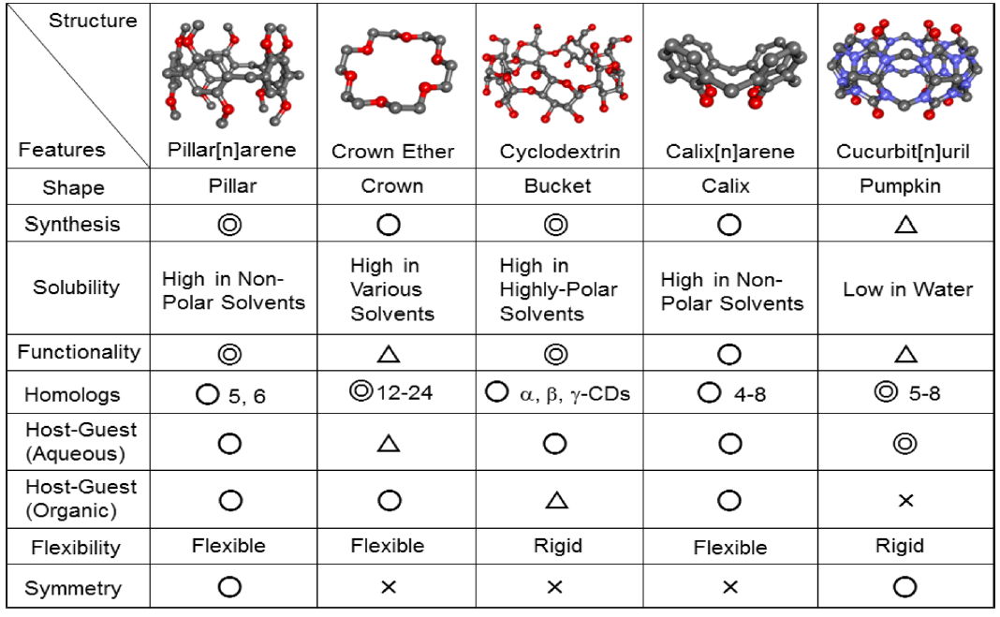 Structure
Features
Pillar[n]arene Crown Ether Cyclodextrin Calix[n]arene Cucurbit[n]uril
Shape Pillar Crown Bucket Calix Pumpkin
Synthesis ◎ ○ ◎ ○ △
Solubility
High in Non-
Polar Solvents
High in
Various
Solvents
High in
Highly-Polar
Solvents
High in Non-
Polar Solvents
Low in Water
Functionality ◎ △ ◎ ○ △
Homologs ○ 5, 6 ◎ 12-24 ○ α, β, γ-CDs ○ 4-8 ◎ 5-8
Host-Guest
(Aqueous) ○ △ ○ ○ ◎
Host-Guest
(Organic) ○ ○ △ ○ ×
Flexibility Flexible Flexible Rigid Flexible Rigid
Symmetry ○ × × × ○